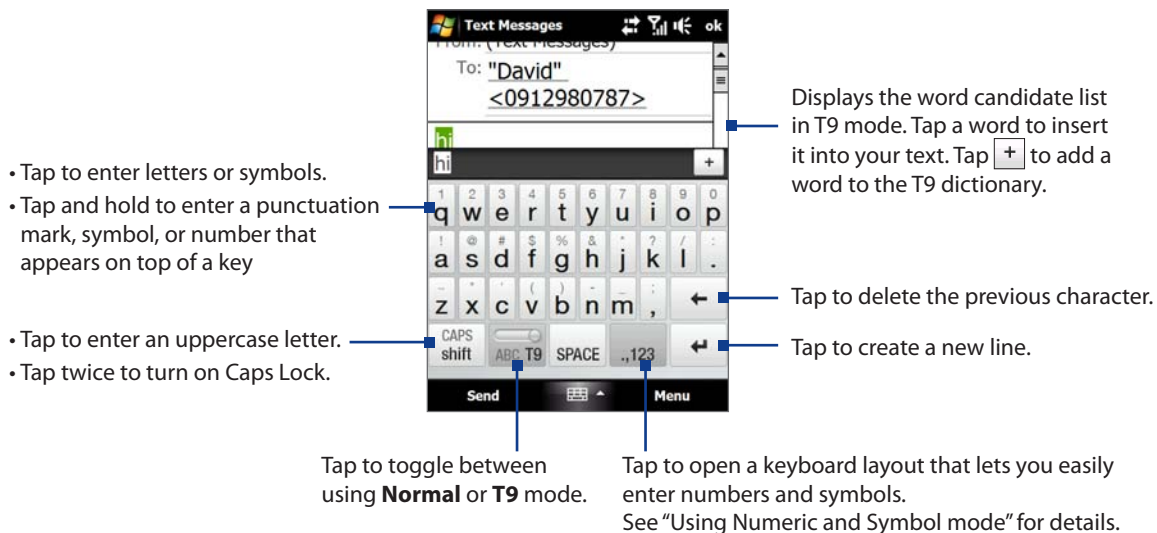 Text Messages ok
From: (Text Messages)
To: "David"
<0912980787>
hi
hi +
1 2 3 4 5 6 7 8 9 0
q w e r t y u i o p
! @ # $ % & ? / :
a s d f g h j k l .
( ) - _ ;
z x c v b n m ,
CAPS
shift ABC T9 SPACE .,123
Send Menu
• Tap to enter letters or symbols.
• Tap and hold to enter a punctuation
mark, symbol, or number that
appears on top of a key
• Tap to enter an uppercase letter.
• Tap twice to turn on Caps Lock.
Displays the word candidate list
in T9 mode. Tap a word to insert
it into your text. Tap + to add a
word to the T9 dictionary.
Tap to delete the previous character.
Tap to create a new line.
Tap to toggle between
using Normal or T9 mode.
Tap to open a keyboard layout that lets you easily
enter numbers and symbols.
See “Using Numeric and Symbol mode” for details.